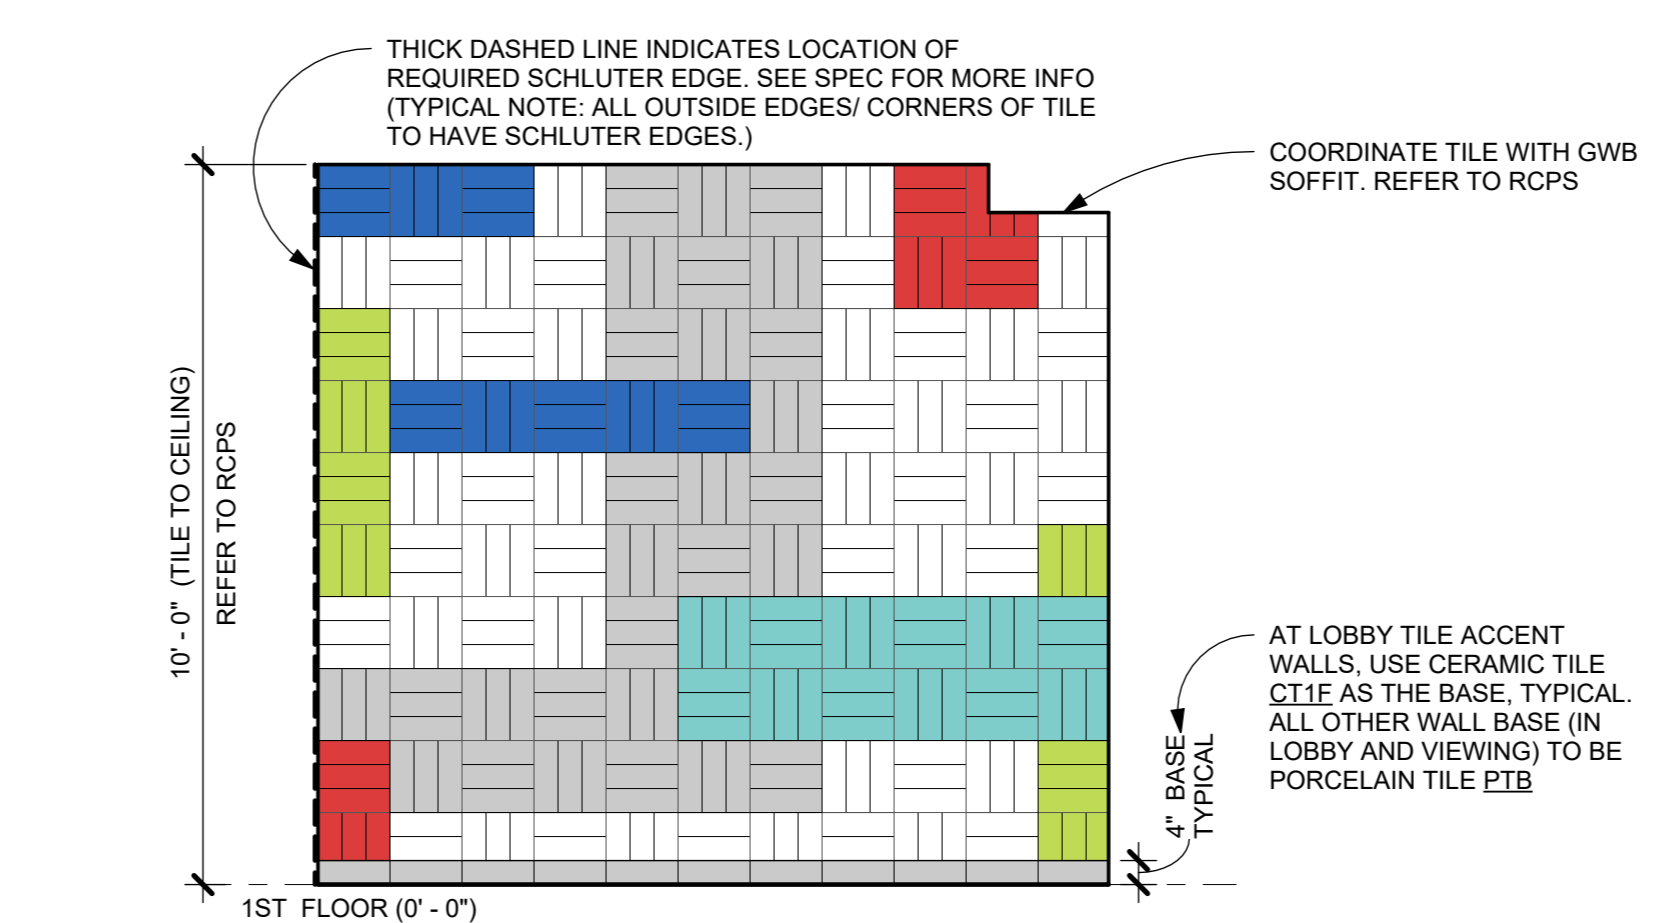 THICK DASHED LINE INDICATES LOCATION OF
REQUIRED SCHLUTER EDGE. SEE SPEC FOR MORE INFO
(TYPICAL NOTE: ALL OUTSIDE EDGES/ CORNERS OF TILE
TO HAVE SCHLUTER EDGES.)
COORDINATE TILE WITH GWB
SOFFIT. REFER TO RCPS
10' - 0" (TILE TO CEILING)
REFER TO RCPS
AT LOBBY TILE ACCENT
WALLS, USE CERAMIC TILE
CT1F AS THE BASE, TYPICAL.
ALL OTHER WALL BASE (IN
LOBBY AND VIEWING) TO BE
PORCELAIN TILE PTB
4" BASE
TYPICAL
1ST FLOOR (0' - 0")